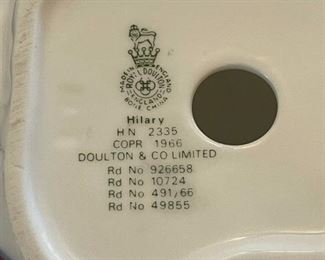 MADE IN ENGLAND
ROYAL DOULTON
ENGLAND
BONE CHINA
Hilary
HN 2335
COPR 1966
DOULTON & CO LIMITED
Rd No 926658
Rd No 10724
Rd No 491/66
Rd No 49855